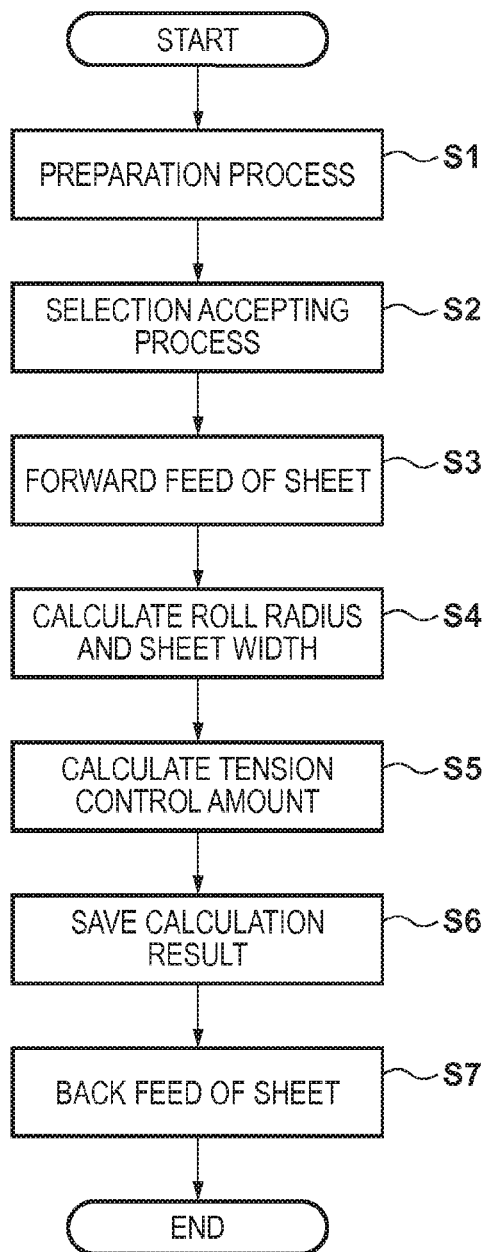 START
PREPARATION PROCESS
S1
SELECTION ACCEPTING
PROCESS
S2
FORWARD FEED OF SHEET
S3
CALCULATE ROLL RADIUS
AND SHEET WIDTH
S4
CALCULATE TENSION
CONTROL AMOUNT
S5
SAVE CALCULATION
RESULT
S6
BACK FEED OF SHEET
S7
END